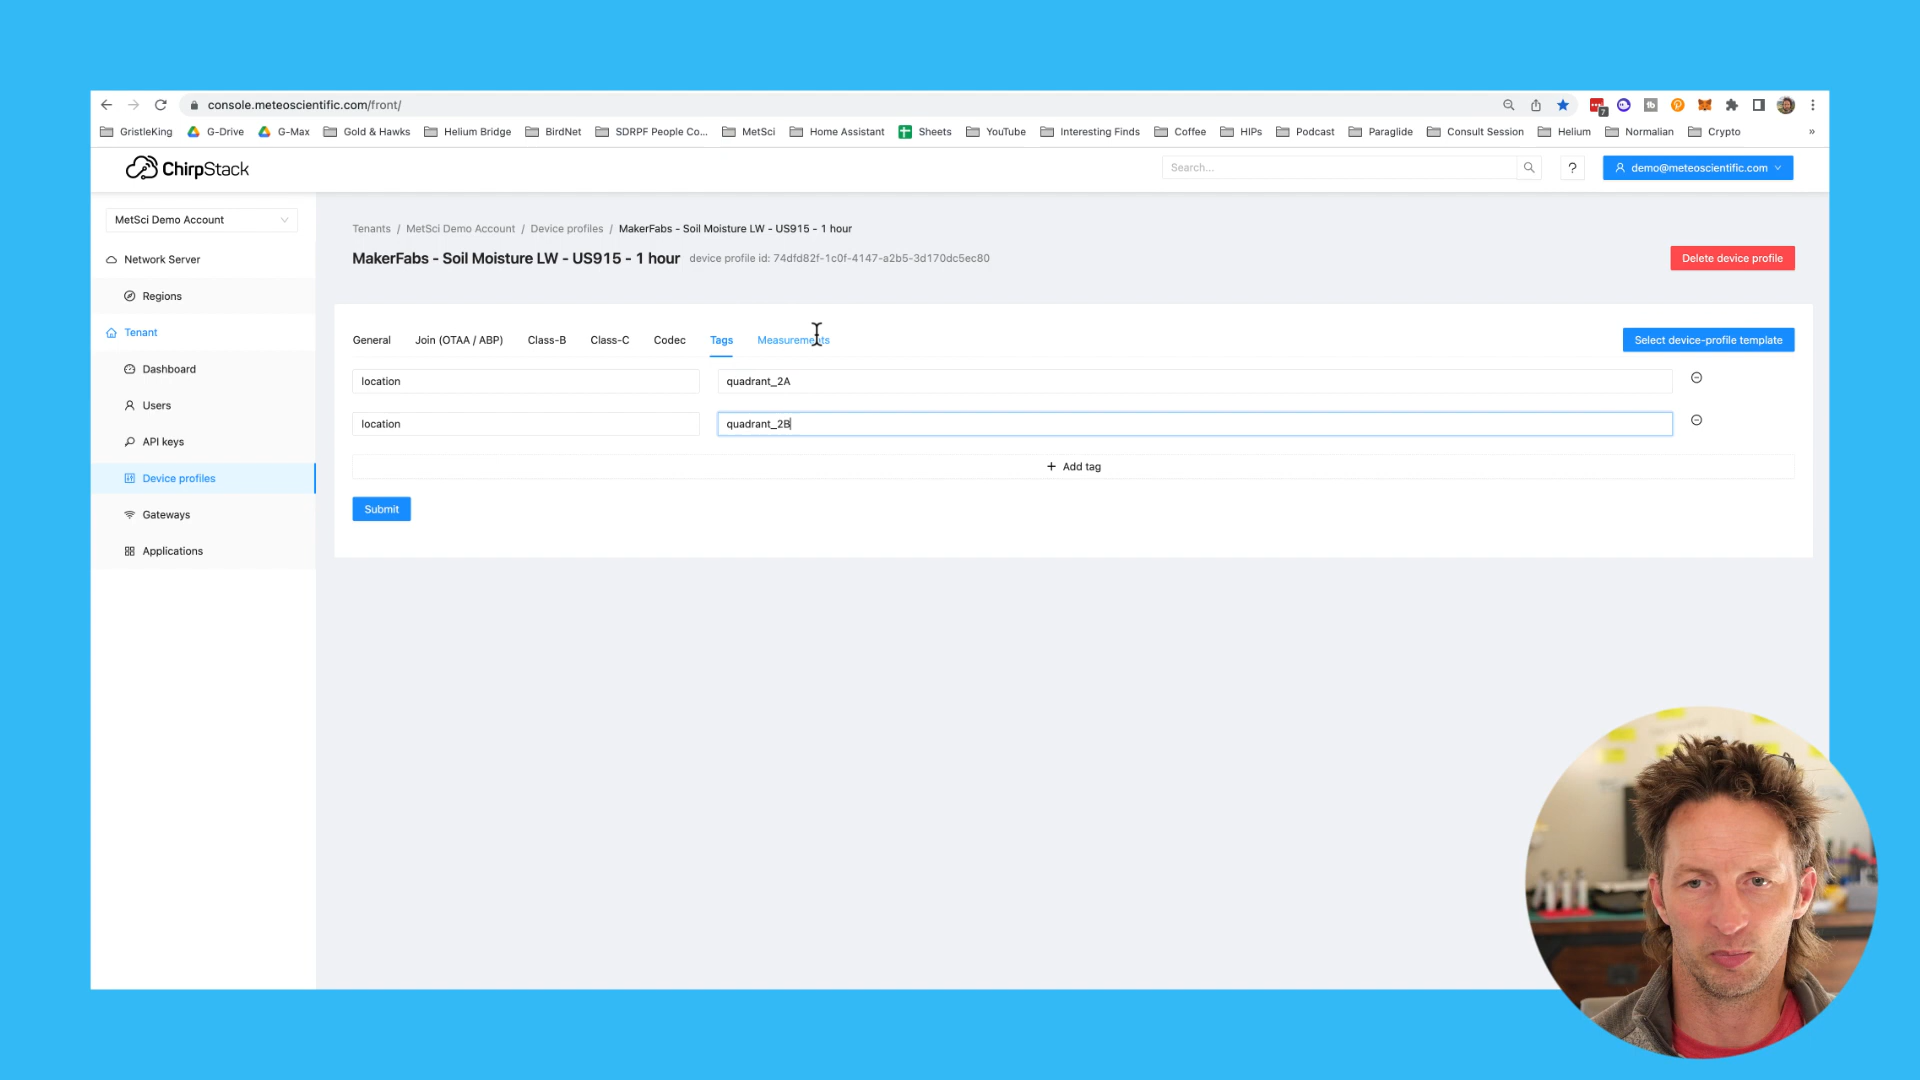 console.meteoscientific.com/front/
7
GristleKing G-Drive G-Max Gold & Hawks Helium Bridge BirdNet SDRPF People Co... MetSci Home Assistant Sheets YouTube Interesting Finds Coffee HIPs Podcast Paraglide Consult Session Helium Normalian Crypto »
ChirpStack
Search...
?
demo@meteoscientific.com
MetSci Demo Account
Network Server
Regions
Tenant
Dashboard
Users
API keys
Device profiles
Gateways
Applications
Tenants / MetSci Demo Account / Device profiles / MakerFabs - Soil Moisture LW - US915 - 1 hour
MakerFabs - Soil Moisture LW - US915 - 1 hour device profile id: 74dfd82f-1c0f-4147-a2b5-3d170dc5ec80
Delete device profile
General Join (OTAA / ABP) Class-B Class-C Codec Tags Measurements
Select device-profile template
location quadrant_2A
location quadrant_2B
+ Add tag
Submit